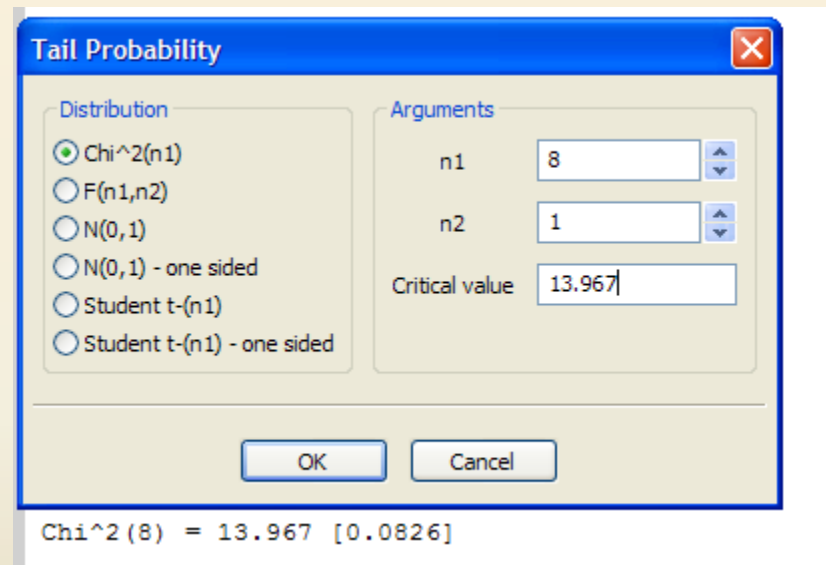 Tail Probability
Distribution
Chi^2(n1)
F(n1,n2)
N(0,1)
N(0,1) - one sided
Student t-(n1)
Student t-(n1) - one sided
Arguments
n1 8
n2 1
Critical value 13.967
OK Cancel
Chi^2(8) = 13.967 [0.0826]